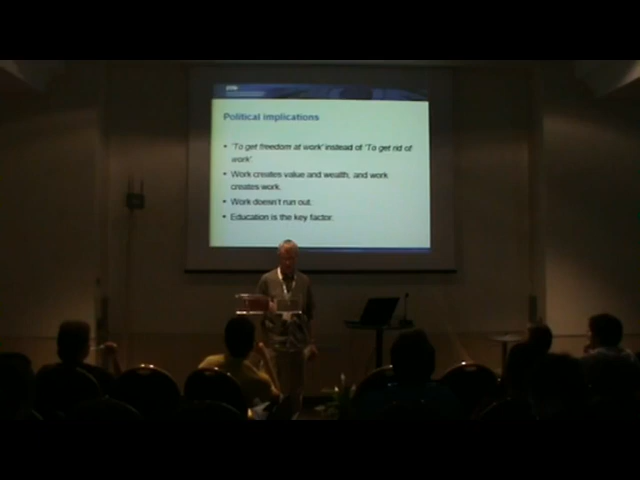 Political implications
• 'To get freedom at work' instead of 'To get rid of
work'
• Work creates value and wealth, and work
creates work.
• Work doesn't run out.
• Education is the key factor.